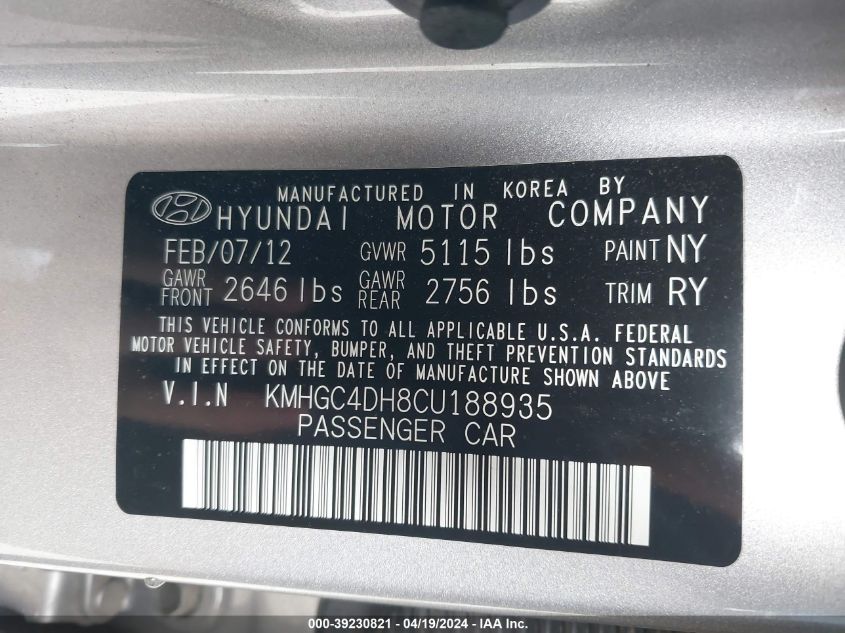 MANUFACTURED IN KOREA BY
HYUNDAI MOTOR COMPANY
FEB/07/12 GVWR 5115 lbs PAINT NY
GAWR FRONT 2646 lbs GAWR REAR 2756 lbs TRIM RY
THIS VEHICLE CONFORMS TO ALL APPLICABLE U.S.A. FEDERAL
MOTOR VEHICLE SAFETY, BUMPER, AND THEFT PREVENTION STANDARDS
IN EFFECT ON THE DATE OF MANUFACTURE SHOWN ABOVE
V.I.N KMHGC4DH8CU188935
PASSENGER CAR
000-39230821 - 04/19/2024 - IAA Inc.